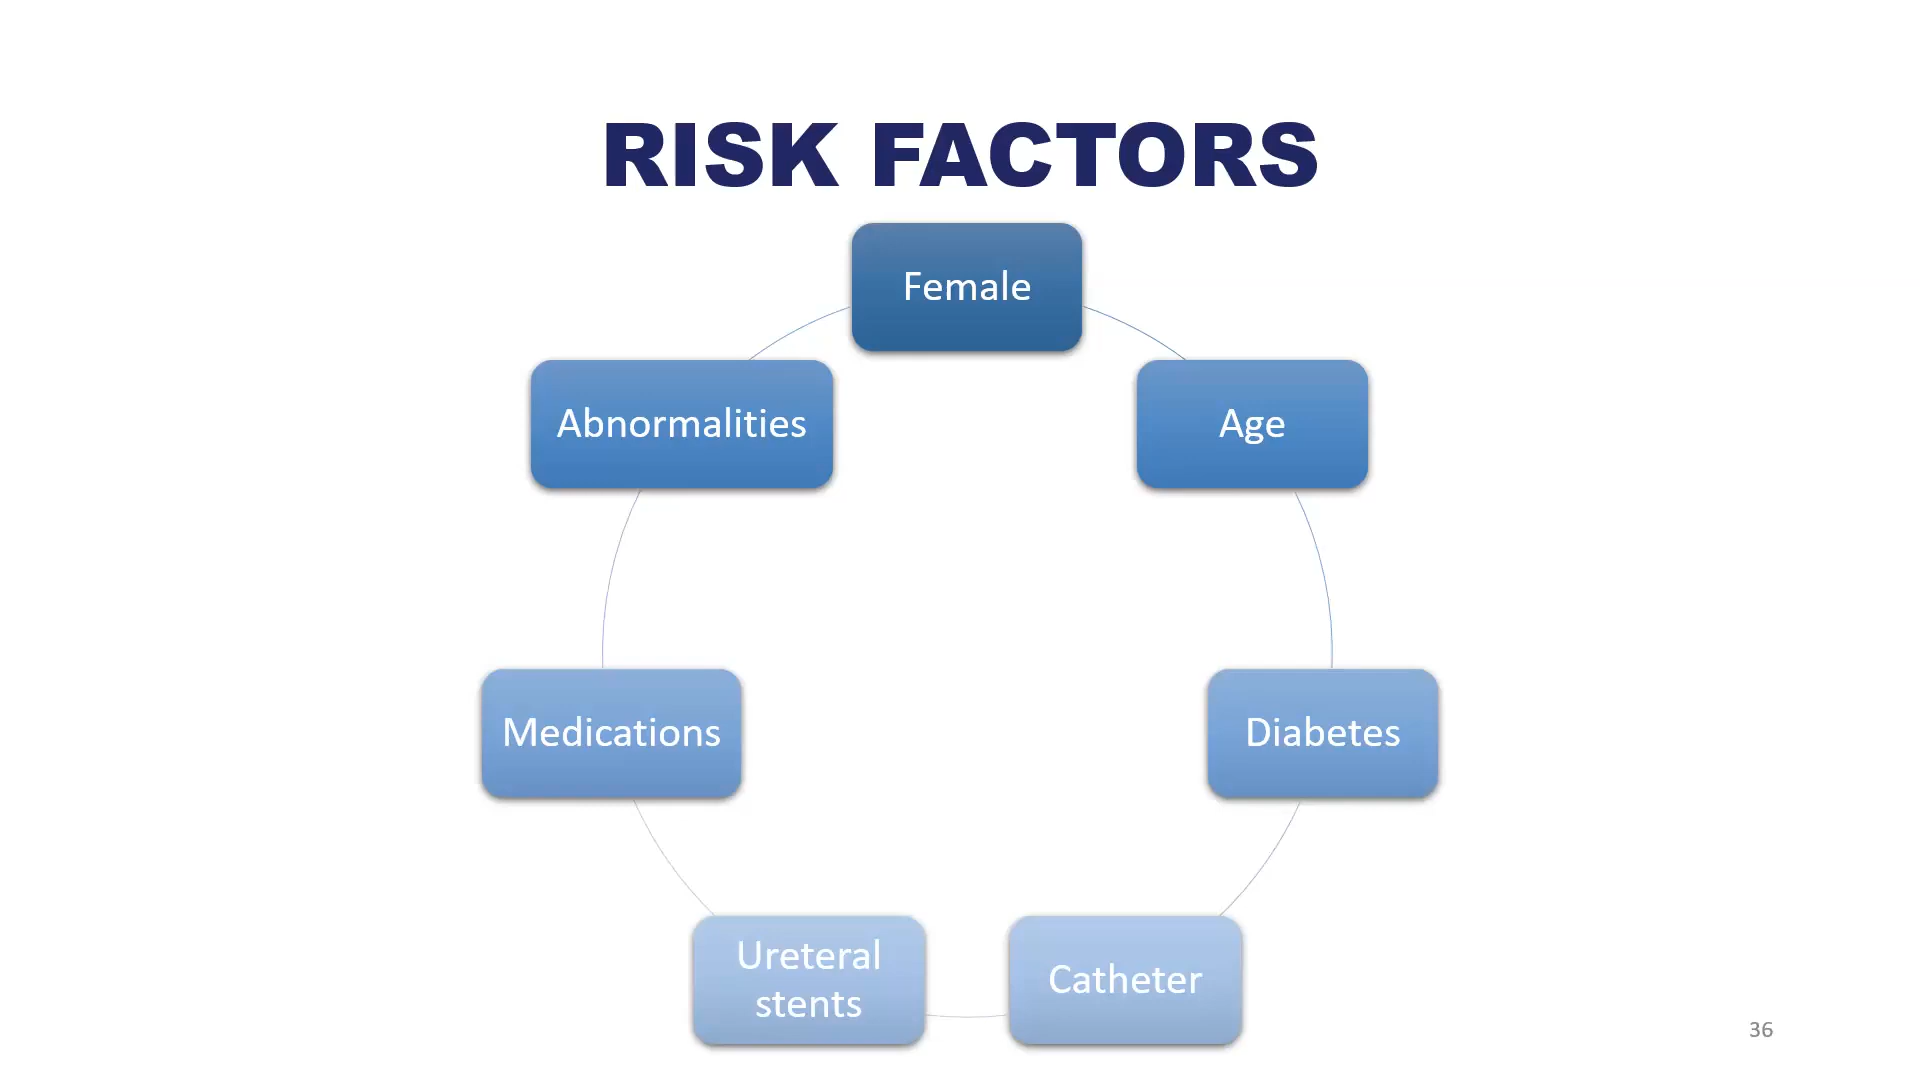 RISK FACTORS
Female
Age
Diabetes
Catheter
Ureteral
stents
Medications
Abnormalities
36